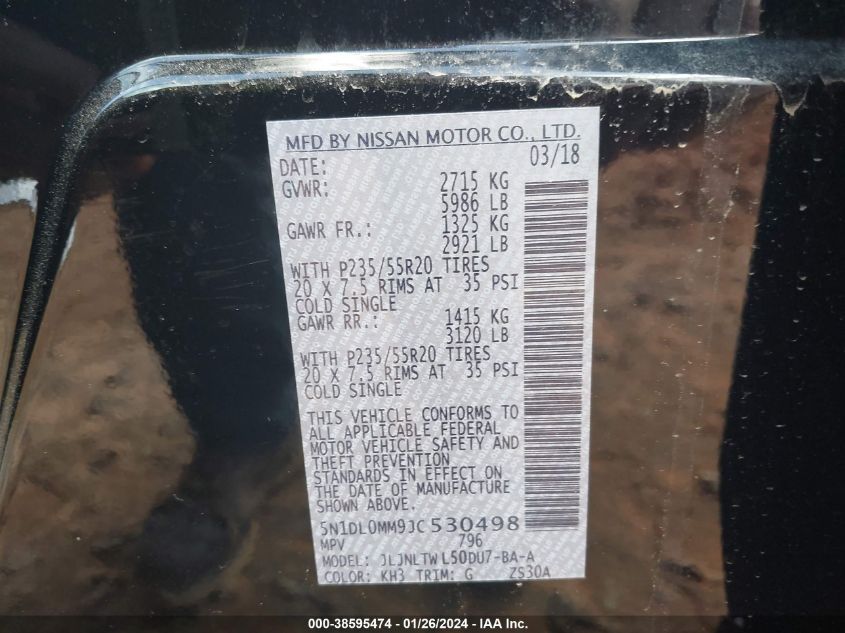 MFD BY NISSAN MOTOR CO., LTD.
DATE: 03/18
GVWR: 2715 KG
5986 LB
GAWR FR.: 1325 KG
2921 LB
WITH P235/55R20 TIRES
20 X 7.5 RIMS AT 35 PSI
COLD SINGLE
GAWR RR.: 1415 KG
3120 LB
WITH P235/55R20 TIRES
20 X 7.5 RIMS AT 35 PSI
COLD SINGLE
THIS VEHICLE CONFORMS TO
ALL APPLICABLE FEDERAL
MOTOR VEHICLE SAFETY AND
THEFT PREVENTION
STANDARDS IN EFFECT ON
THE DATE OF MANUFACTURE
SHOWN ABOVE.
5N1DL0MM9JC530498
MPV 796
MODEL: JLJNLTWL50DU7-BA-A
COLOR: KH3 TRIM: G ZS30A
000-38595474 — 01/26/2024 — IAA Inc.